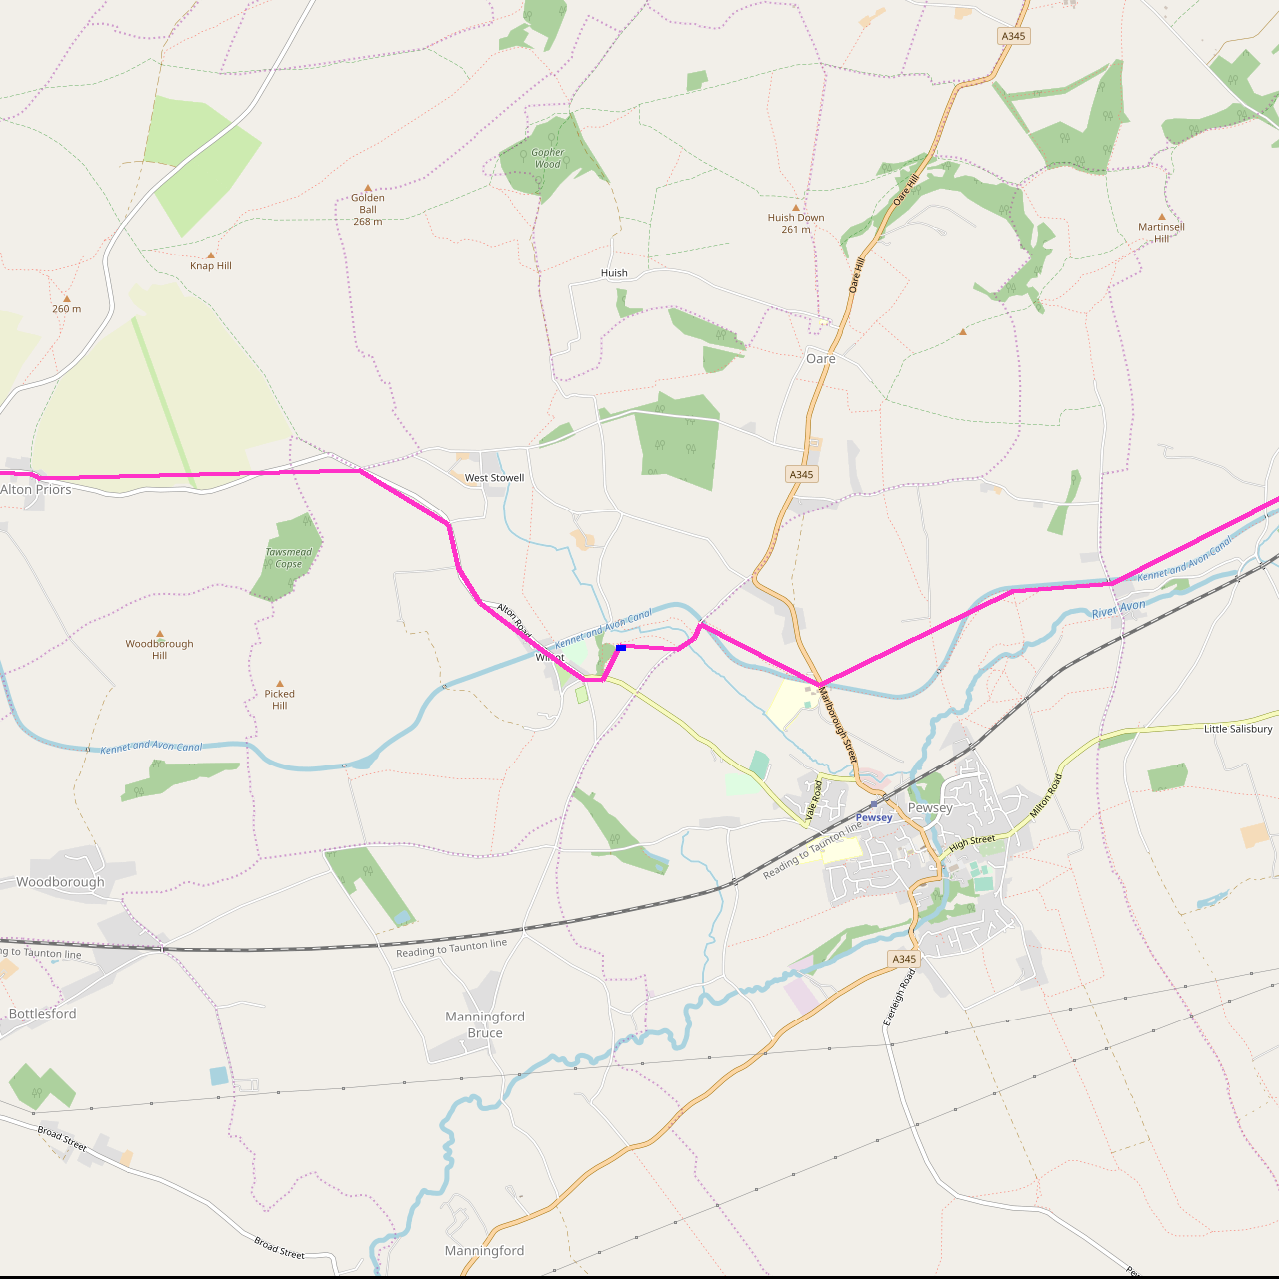 A345
Gopher
Wood
Golden
Ball
268 m
Oare Hill
Huish Down
261 m
Martinsell
Hill
Knap Hill
Huish
Oare Hill
260 m
Oare
A345
West Stowell
Alton Priors
Tawsmead
Copse
Kennet and Avon Canal
River Avon
Alton Road
Kennet and Avon Canal
Woodborough
Hill
Wilcot
Picked
Hill
Marlborough Street
Little Salisbury
Kennet and Avon Canal
Vale Road
Milton Road
Pewsey
Pewsey
Reading to Taunton line
High Street
Woodborough
Reading to Taunton line
ng to Taunton line
A345
Everleigh Road
Bottlesford
Manningford
Bruce
Broad Street
Broad Street
Manningford
Pew